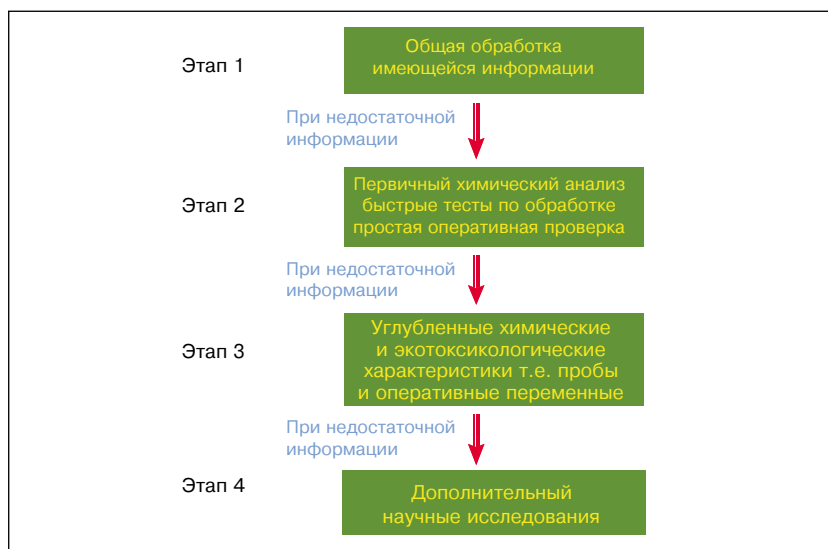 Этап 1
Общая обработка
имеющейся информации
При недостаточной
информации
Этап 2
Первичный химический анализ
быстрые тесты по обработке
простая оперативная проверка
При недостаточной
информации
Этап 3
Углубленные химические
и экотоксикологические
характеристики т.е. пробы
и оперативные переменные
При недостаточной
информации
Этап 4
Дополнительный
научные исследования